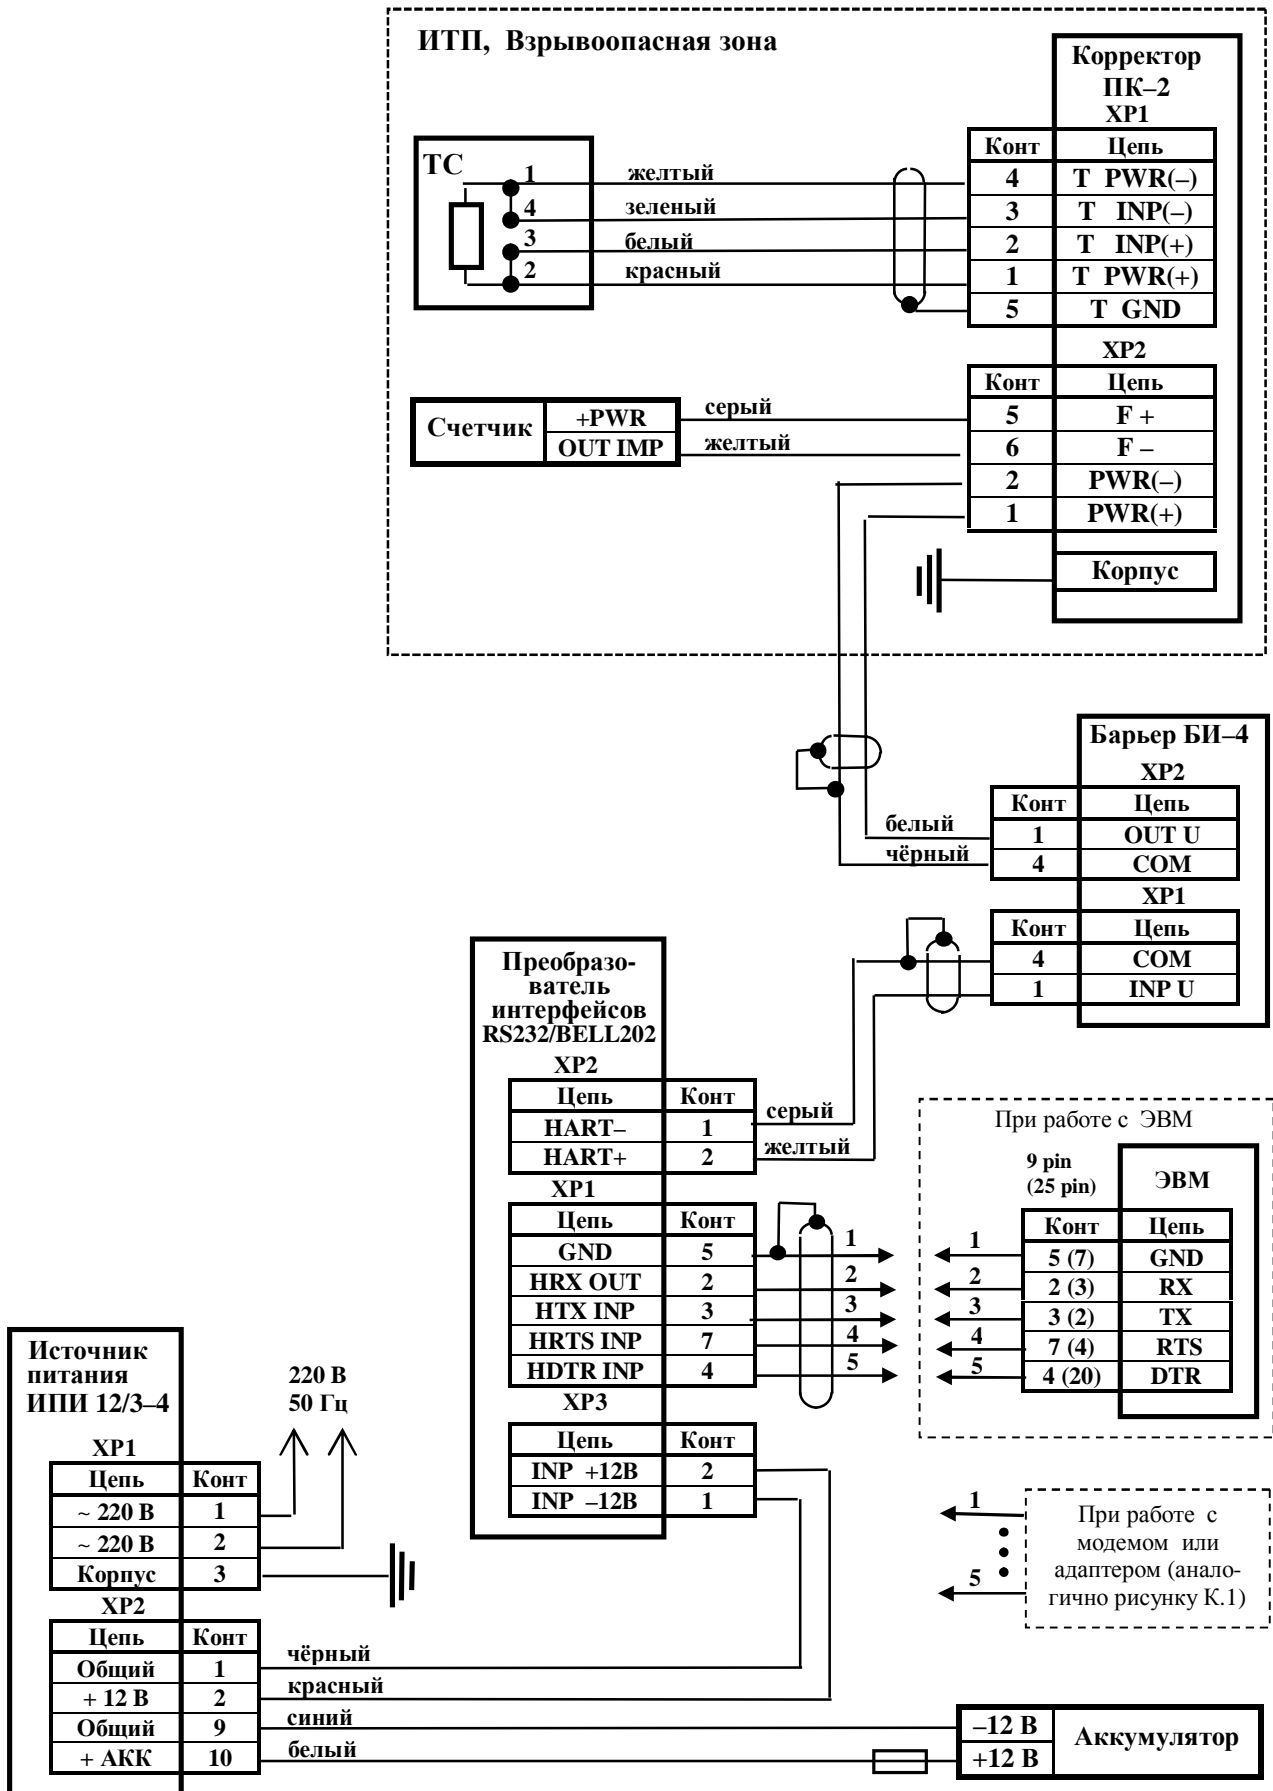 ИТП, Взрывоопасная зона
Корректор
ПК–2
XP1
Конт Цепь
4 T PWR(–)
3 T INP(–)
2 T INP(+)
1 T PWR(+)
5 T GND
ТС
1 желтый
4 зеленый
3 белый
2 красный
XP2
Конт Цепь
5 F +
6 F –
2 PWR(–)
1 PWR(+)
Корпус
Счетчик
+PWR серый
OUT IMP желтый
Барьер БИ–4
XP2
Конт Цепь
1 OUT U
4 COM
белый
чёрный
XP1
Конт Цепь
4 COM
1 INP U
Преобразо-
ватель
интерфейсов
RS232/BELL202
XP2
Цепь Конт
HART– 1 серый
HART+ 2 желтый
XP1
Цепь Конт
GND 5 1
HRX OUT 2 2
HTX INP 3 3
HRTS INP 7 4
HDTR INP 4 5
XP3
Цепь Конт
INP +12В 2
INP –12В 1
При работе с ЭВМ
9 pin
(25 pin)
ЭВМ
Конт Цепь
1 5 (7) GND
2 2 (3) RX
3 3 (2) TX
4 7 (4) RTS
5 4 (20) DTR
1
5
При работе с
модемом или
адаптером (анало-
гично рисунку К.1)
Источник
питания
ИПИ 12/3–4
220 В
50 Гц
XP1
Цепь Конт
~ 220 В 1
~ 220 В 2
Корпус 3
XP2
Цепь Конт
Общий 1 чёрный
+ 12 В 2 красный
Общий 9 синий
+ АКК 10 белый
–12 В
+12 В
Аккумулятор